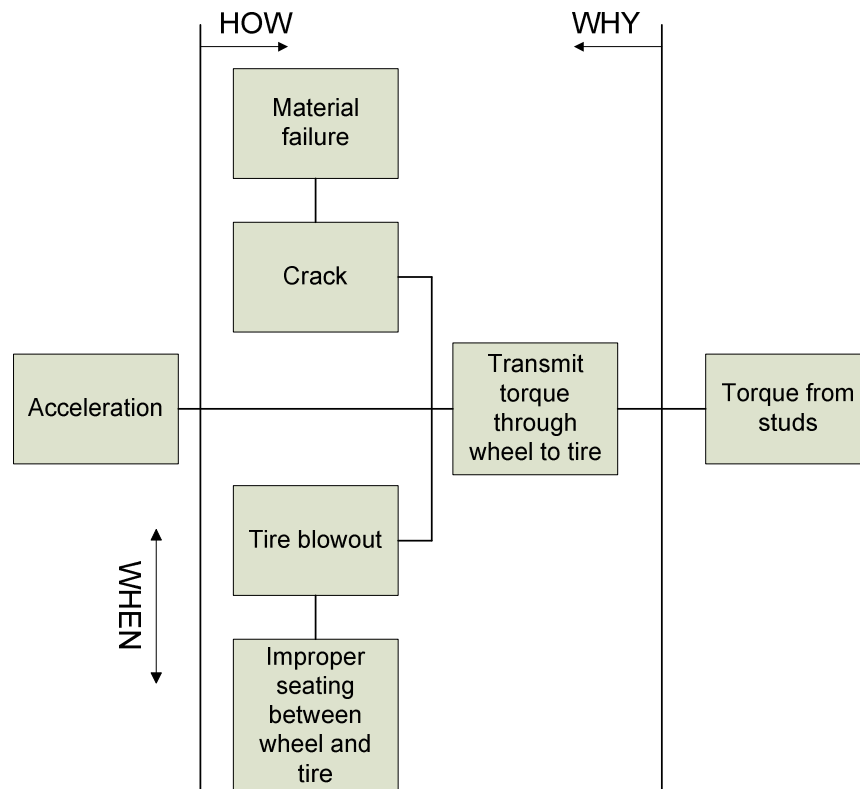 HOW
WHY
Material
failure
Crack
Acceleration
Transmit
torque
through
wheel to tire
Torque from
studs
Tire blowout
WHEN
Improper
seating
between
wheel and
tire